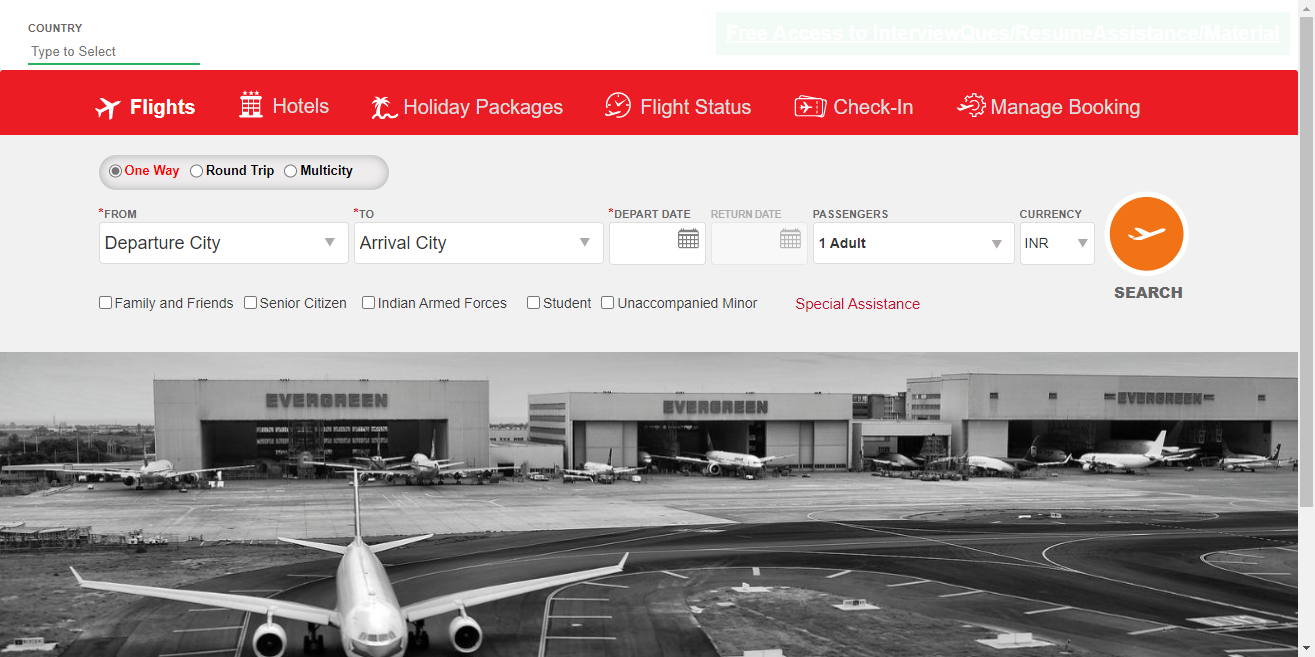 COUNTRY
Type to Select
Free Access to InterviewQues/ResumeAssistance/Material
Flights Hotels Holiday Packages Flight Status Check-In Manage Booking
One Way Round Trip Multicity
*FROM *TO *DEPART DATE RETURN DATE PASSENGERS CURRENCY
Departure City Arrival City 1 Adult INR
SEARCH
Family and Friends Senior Citizen Indian Armed Forces Student Unaccompanied Minor Special Assistance
EVERGREEN EVERGREEN EVERGREEN